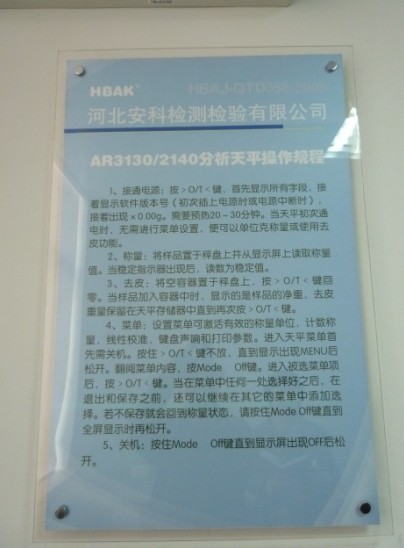 HBAK
河北安科检测检验有限公司
AR3130/2140分析天平操作规程
1、接通电源：按>O/T<键，首先显示所有字段，接
着显示软件版本号（初次插上电源时或电源中断时），
接着出现×0.00g。需要预热20－30分钟。当天平初次通
电时，无需进行菜单设置，便可以单位克称量或使用去
皮功能。
2、称量：将样品置于秤盘上并从显示屏上读取称量
值。当稳定指示器出现后，读数为稳定值。
3、去皮：将空容器置于秤盘上，按>O/T<键回
零。当样品加入容器中时，显示的是样品的净重，去皮
重量保留在天平存储器中直到再次按>O/T<键。
4、菜单：设置菜单可激活有效的称量单位，计数称
量，线性校准，键盘声响和打印参数。进入天平菜单首
先需关机。按住>O/T<键不放，直到显示出现MENU后
松开。翻阅菜单内容，按Mode Off键。进入被选菜单项
后，按>O/T<键。当在菜单中任何一处选择好之后，在
退出和保存之前，还可以继续在其它的菜单中添加选
择。若不保存就会回到称量状态，请按住Mode Off键直到
全屏显示时再松开。
5、关机：按住Mode Off键直到显示屏出现OFF后松
开。